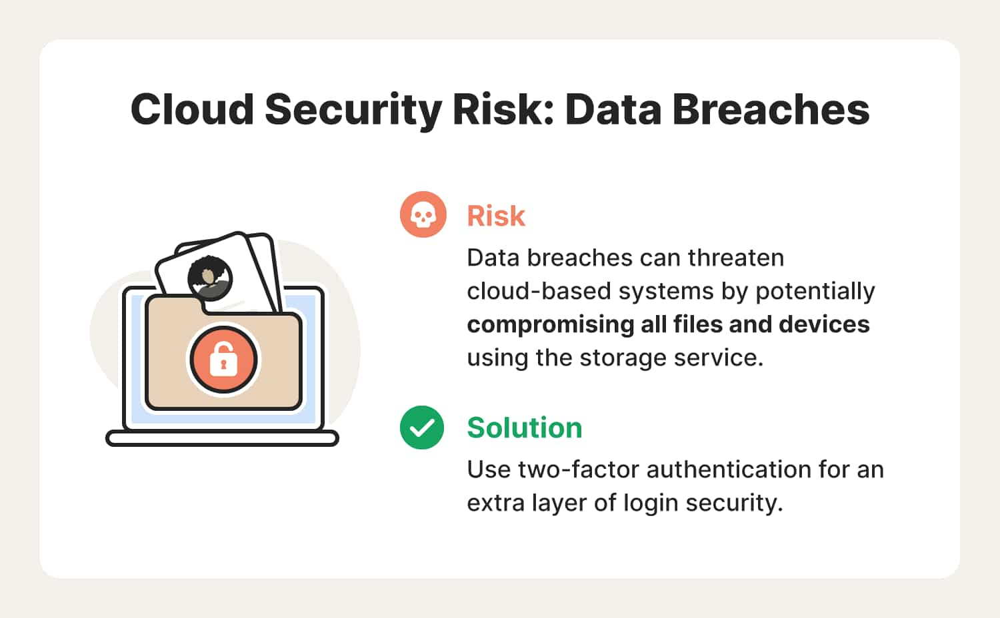 Cloud Security Risk: Data Breaches
Risk
Data breaches can threaten
cloud-based systems by potentially
compromising all files and devices
using the storage service.
Solution
Use two-factor authentication for an
extra layer of login security.